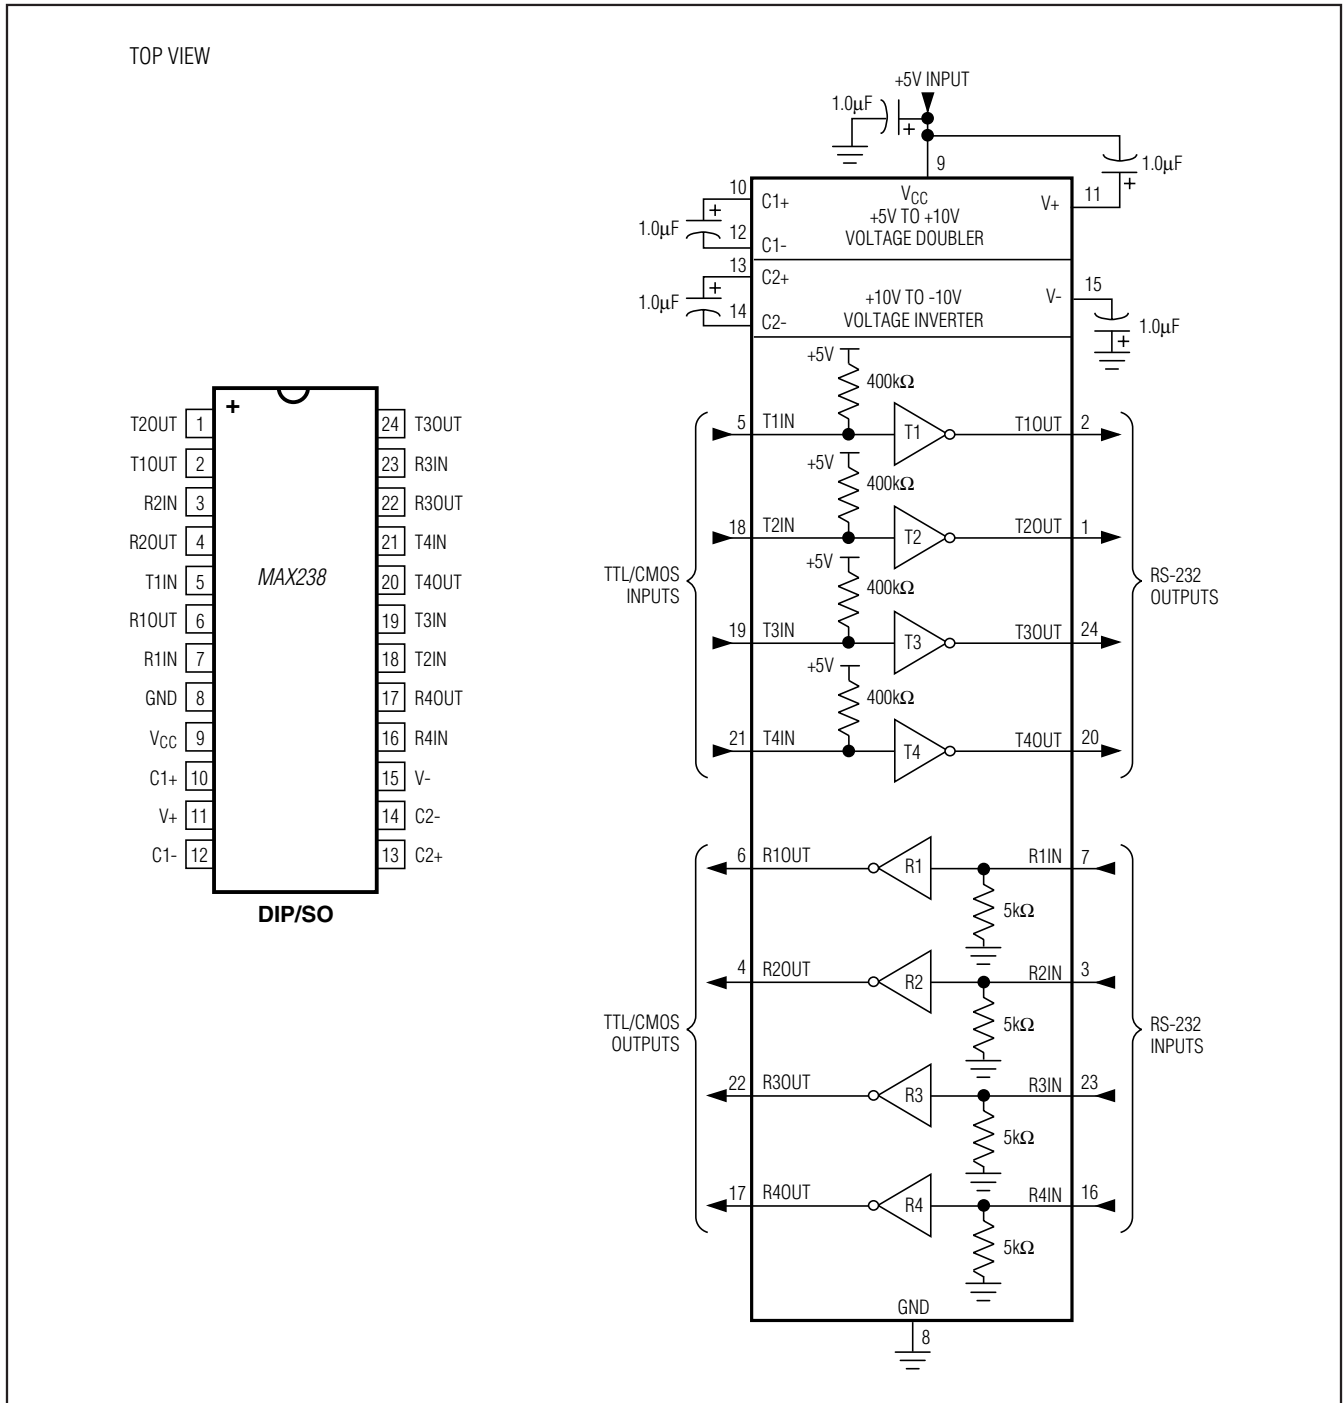 TOP VIEW
+
MAX238
T2OUT 1
T1OUT 2
R2IN 3
R2OUT 4
T1IN 5
R1OUT 6
R1IN 7
GND 8
VCC 9
C1+ 10
V+ 11
C1- 12
24 T3OUT
23 R3IN
22 R3OUT
21 T4IN
20 T4OUT
19 T3IN
18 T2IN
17 R4OUT
16 R4IN
15 V-
14 C2-
13 C2+
DIP/SO
+5V INPUT
1.0µF
+
9
1.0µF
+
10 C1+
VCC
+5V TO +10V
VOLTAGE DOUBLER
V+ 11
1.0µF
+
12 C1-
13 C2+
1.0µF
+
14 C2-
+10V TO -10V
VOLTAGE INVERTER
V- 15
1.0µF
+
+5V
400kΩ
5 T1IN T1 T1OUT 2
+5V
400kΩ
18 T2IN T2 T2OUT 1
+5V
400kΩ
TTL/CMOS
INPUTS
RS-232
OUTPUTS
19 T3IN T3 T3OUT 24
+5V
400kΩ
21 T4IN T4 T4OUT 20
6 R1OUT R1 R1IN 7
5kΩ
4 R2OUT R2 R2IN 3
5kΩ
TTL/CMOS
OUTPUTS
RS-232
INPUTS
22 R3OUT R3 R3IN 23
5kΩ
17 R4OUT R4 R4IN 16
5kΩ
GND
8